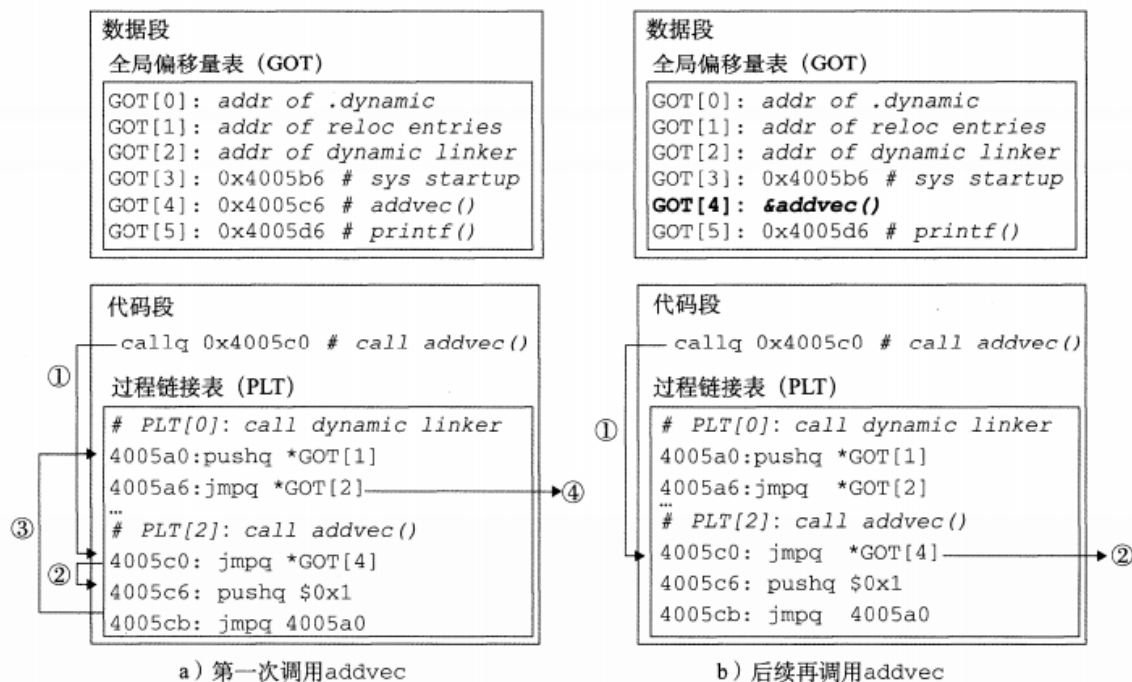 数据段
全局偏移量表（GOT）
GOT[0]: addr of .dynamic
GOT[1]: addr of reloc entries
GOT[2]: addr of dynamic linker
GOT[3]: 0x4005b6 # sys startup
GOT[4]: 0x4005c6 # addvec()
GOT[5]: 0x4005d6 # printf()
代码段
callq 0x4005c0 # call addvec()
①
过程链接表（PLT）
# PLT[0]: call dynamic linker
4005a0:pushq *GOT[1]
4005a6:jmpq *GOT[2]
④
…
③
# PLT[2]: call addvec()
4005c0: jmpq *GOT[4]
②
4005c6: pushq $0x1
4005cb: jmpq 4005a0
a）第一次调用addvec
数据段
全局偏移量表（GOT）
GOT[0]: addr of .dynamic
GOT[1]: addr of reloc entries
GOT[2]: addr of dynamic linker
GOT[3]: 0x4005b6 # sys startup
GOT[4]: &addvec()
GOT[5]: 0x4005d6 # printf()
代码段
callq 0x4005c0 # call addvec()
过程链接表（PLT）
①
# PLT[0]: call dynamic linker
4005a0:pushq *GOT[1]
4005a6:jmpq *GOT[2]
…
# PLT[2]: call addvec()
4005c0: jmpq *GOT[4]
②
4005c6: pushq $0x1
4005cb: jmpq 4005a0
b）后续再调用addvec